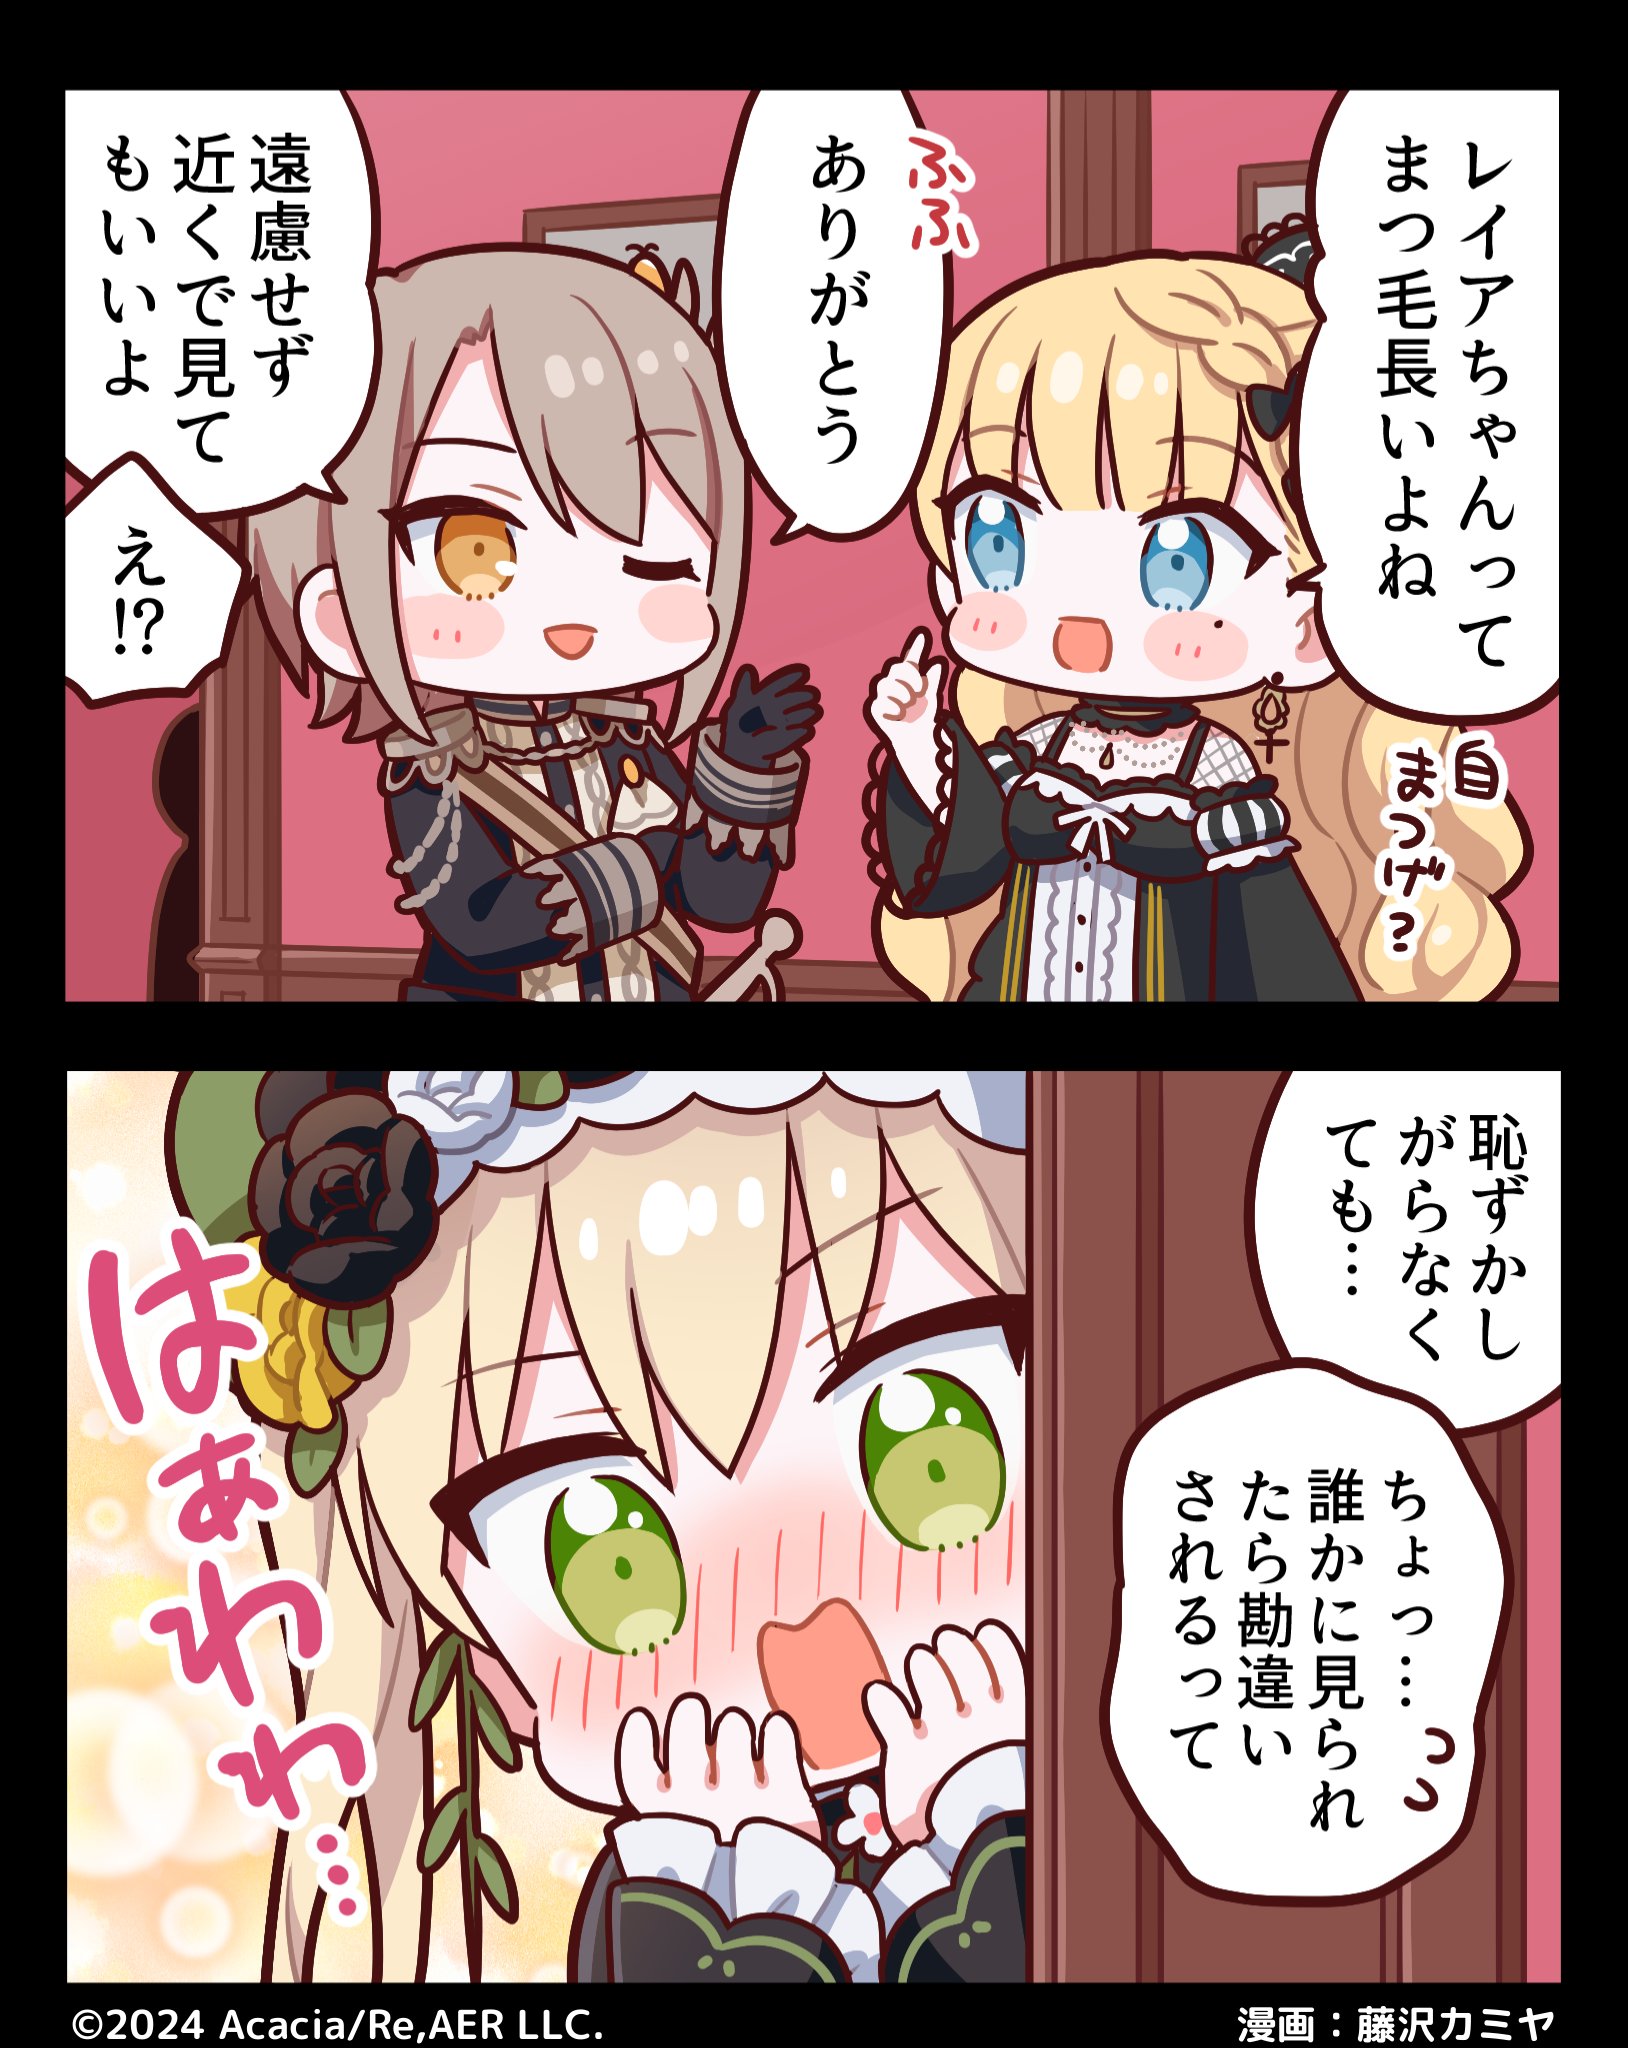 レイアちゃんって
まつ毛長いよね
自
まつげ?
ふふ
ありがとう
遠慮せず
近くで見て
もいいよ
え!?
恥ずかし
がらなく
ても…
ちょっ…
誰かに見られ
たら勘違い
されるって
はぁわわ…
©2024 Acacia/Re,AER LLC.
漫画：藤沢カミヤ